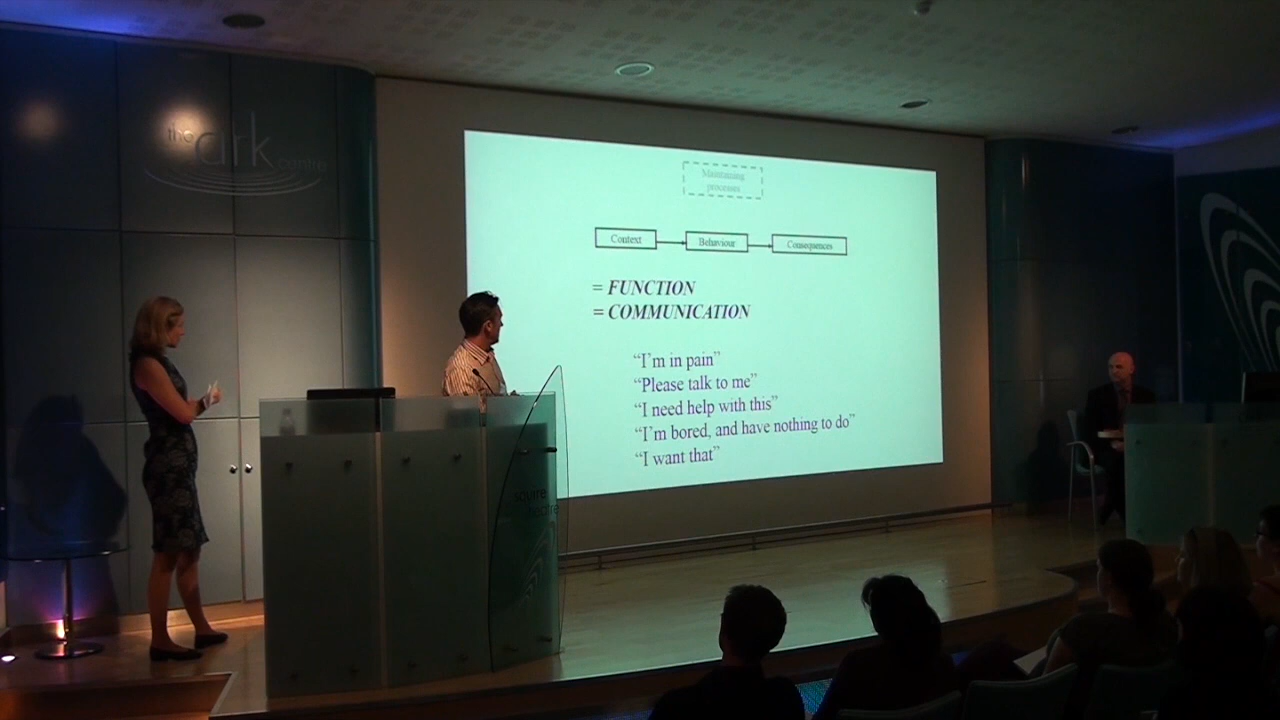 the ark centre
Maintaining
processes
Context
Behaviour
Consequences
= FUNCTION
= COMMUNICATION
“I’m in pain”
“Please talk to me”
“I need help with this”
“I’m bored, and have nothing to do”
“I want that”